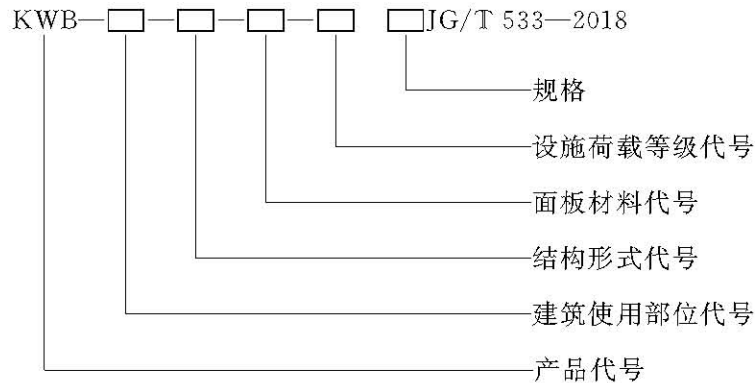 KWB—□—□—□—□ □JG/T 533—2018
规格
设施荷载等级代号
面板材料代号
结构形式代号
建筑使用部位代号
产品代号